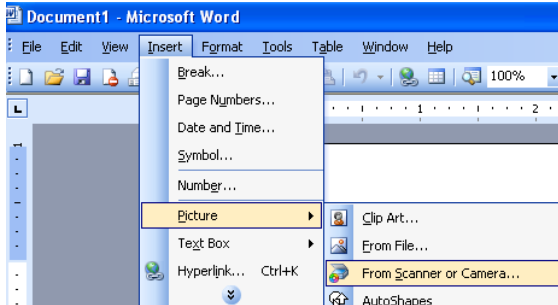 Document1 - Microsoft Word
File Edit View Insert Format Tools Table Window Help
100%
Break...
Page Numbers...
1 2
Date and Time...
Symbol...
Number...
Picture
Clip Art...
Text Box
From File...
Hyperlink... Ctrl+K
From Scanner or Camera...
AutoShapes